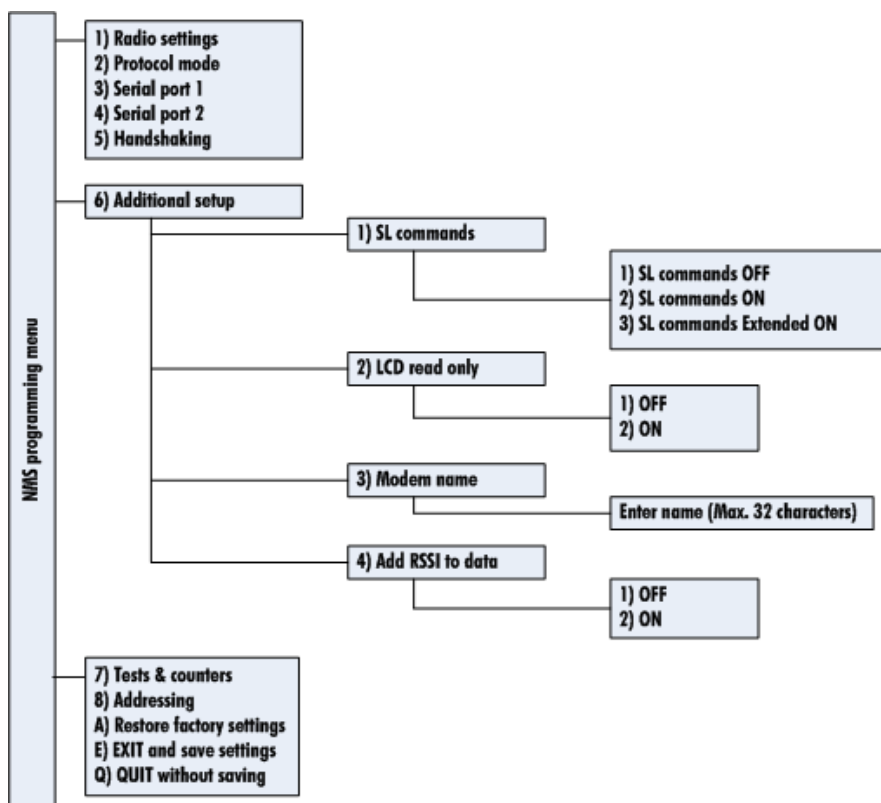 NMS programming menu
1) Radio settings
2) Protocol mode
3) Serial port 1
4) Serial port 2
5) Handshaking
6) Additional setup
1) SL commands
1) SL commands OFF
2) SL commands ON
3) SL commands Extended ON
2) LCD read only
1) OFF
2) ON
3) Modem name
Enter name (Max. 32 characters)
4) Add RSSI to data
1) OFF
2) ON
7) Tests & counters
8) Addressing
A) Restore factory settings
E) EXIT and save settings
Q) QUIT without saving